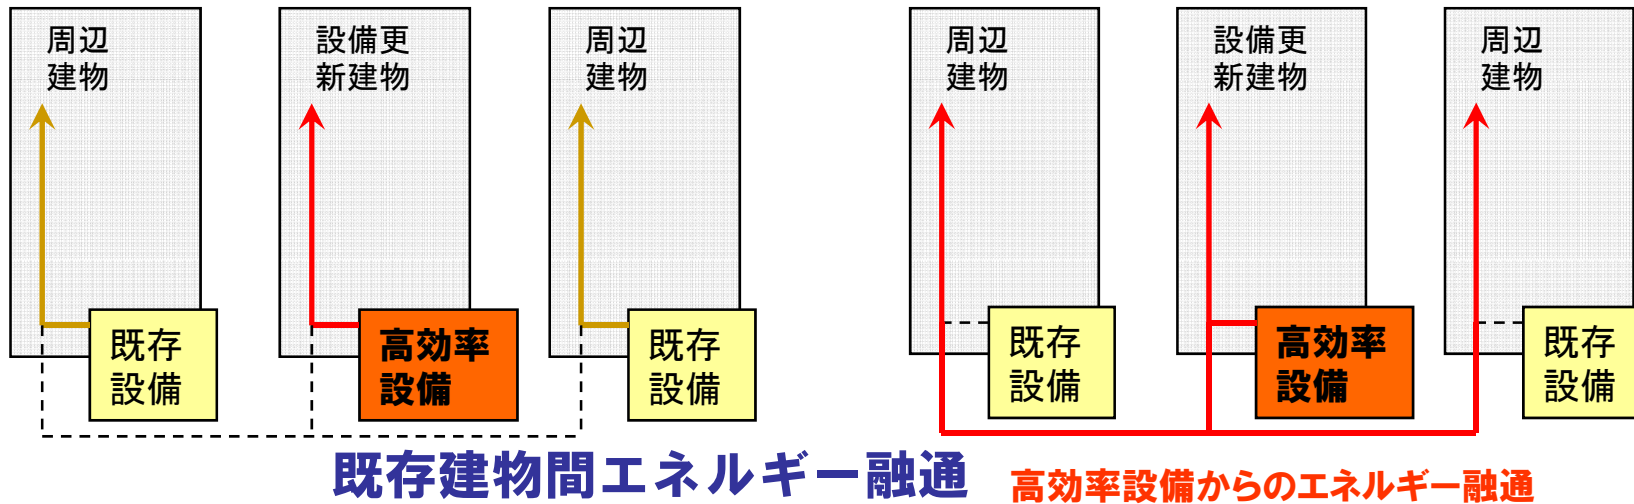 周辺
建物
設備更
新建物
周辺
建物
周辺
建物
設備更
新建物
周辺
建物
既存
設備
高効率
設備
既存
設備
既存
設備
高効率
設備
既存
設備
既存建物間エネルギー融通
高効率設備からのエネルギー融通